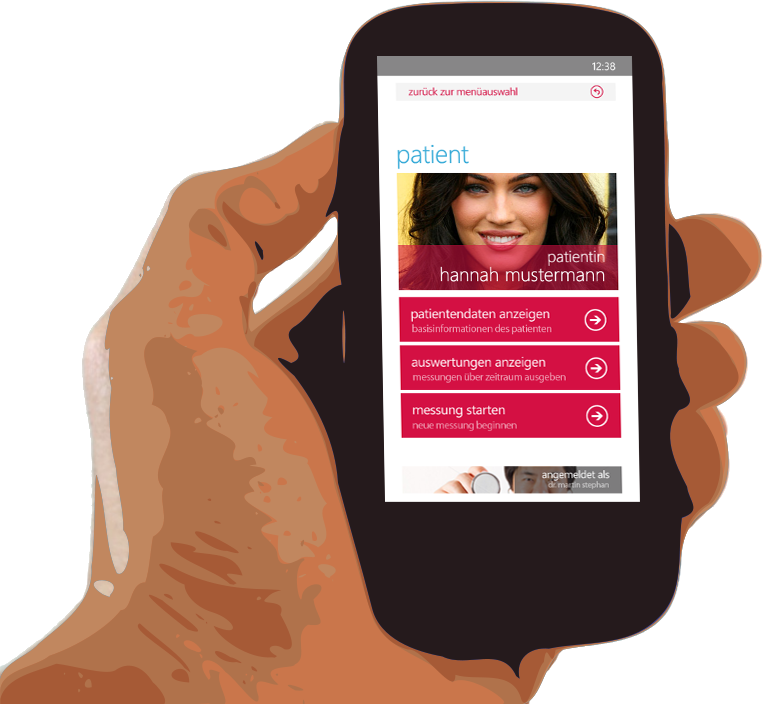 12:38
zurück zur menüauswahl
patient
patientin
hannah mustermann
patientendaten anzeigen
basisinformationen des patienten
auswertungen anzeigen
messungen über zeitraum ausgeben
messung starten
neue messung beginnen
angemeldet als
dr. martin stephan